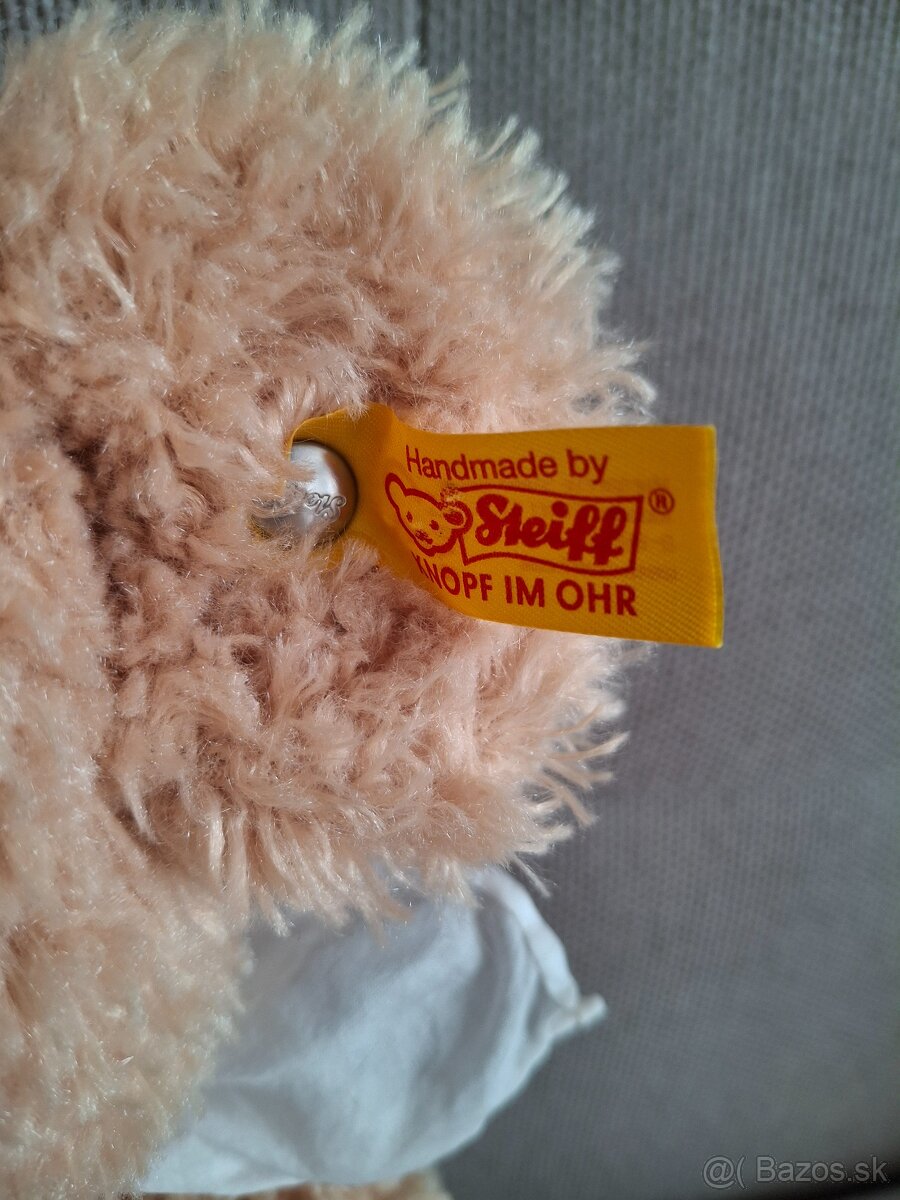 Handmade by
Steiff ®
KNOPF IM OHR
@( Bazos.sk